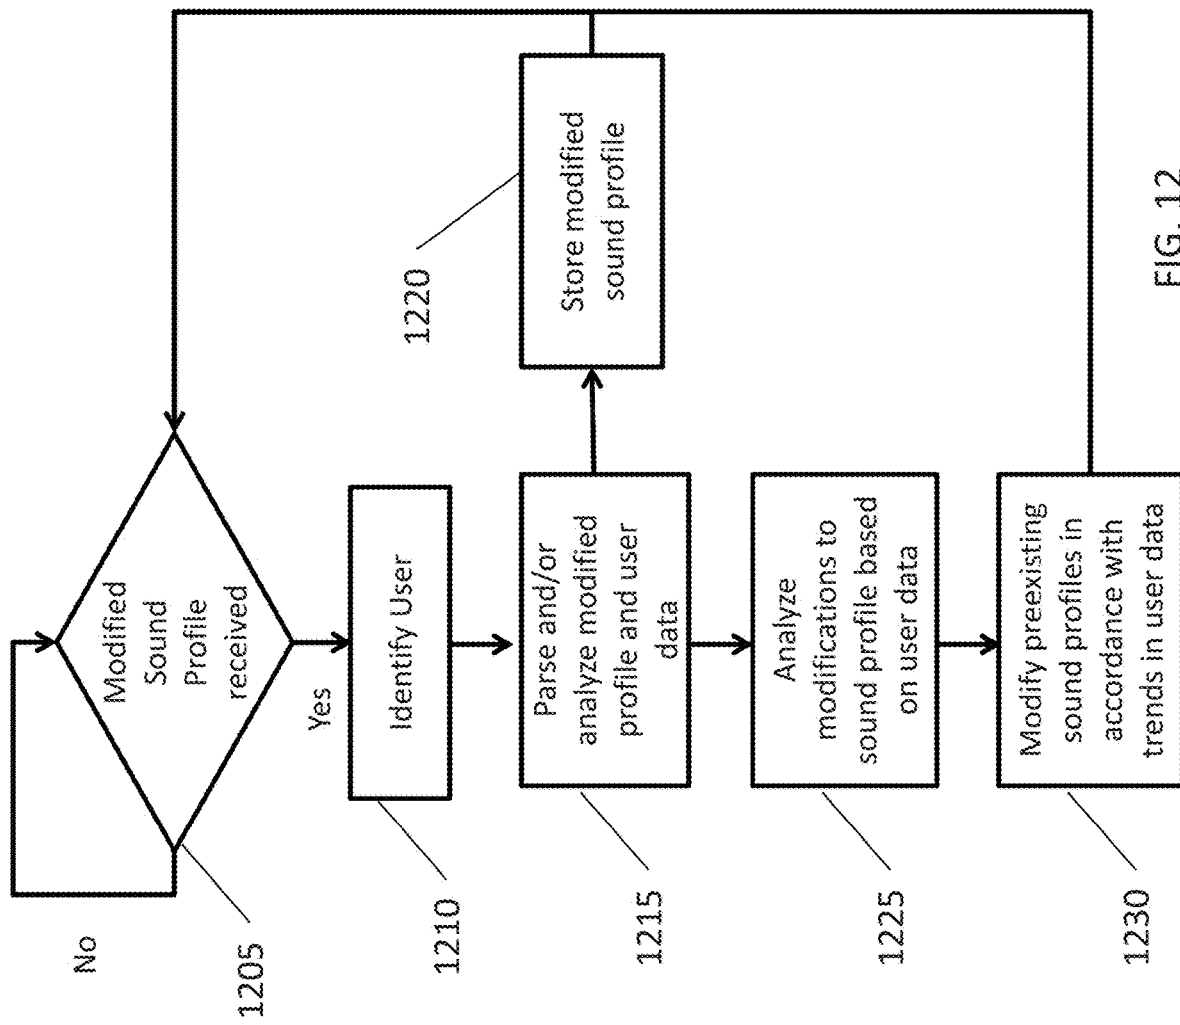 No
1205
Modified
Sound
Profile
received
Yes
1210
Identify User
1215
Parse and/or
analyze modified
profile and user
data
1220
Store modified
sound profile
1225
Analyze
modifications to
sound profile based
on user data
1230
Modify preexisting
sound profiles in
accordance with
trends in user data
FIG. 12